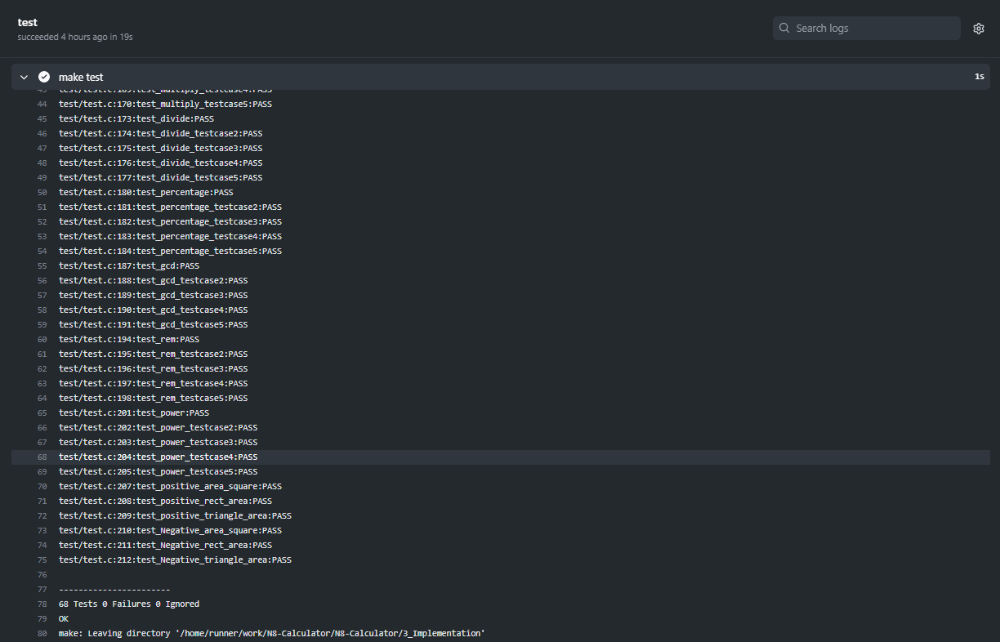 test
succeeded 4 hours ago in 19s
Search logs
make test
1s
43 test/test.c:169:test_multiply_testcase4:PASS
44 test/test.c:170:test_multiply_testcase5:PASS
45 test/test.c:173:test_divide:PASS
46 test/test.c:174:test_divide_testcase2:PASS
47 test/test.c:175:test_divide_testcase3:PASS
48 test/test.c:176:test_divide_testcase4:PASS
49 test/test.c:177:test_divide_testcase5:PASS
50 test/test.c:180:test_percentage:PASS
51 test/test.c:181:test_percentage_testcase2:PASS
52 test/test.c:182:test_percentage_testcase3:PASS
53 test/test.c:183:test_percentage_testcase4:PASS
54 test/test.c:184:test_percentage_testcase5:PASS
55 test/test.c:187:test_gcd:PASS
56 test/test.c:188:test_gcd_testcase2:PASS
57 test/test.c:189:test_gcd_testcase3:PASS
58 test/test.c:190:test_gcd_testcase4:PASS
59 test/test.c:191:test_gcd_testcase5:PASS
60 test/test.c:194:test_rem:PASS
61 test/test.c:195:test_rem_testcase2:PASS
62 test/test.c:196:test_rem_testcase3:PASS
63 test/test.c:197:test_rem_testcase4:PASS
64 test/test.c:198:test_rem_testcase5:PASS
65 test/test.c:201:test_power:PASS
66 test/test.c:202:test_power_testcase2:PASS
67 test/test.c:203:test_power_testcase3:PASS
68 test/test.c:204:test_power_testcase4:PASS
69 test/test.c:205:test_power_testcase5:PASS
70 test/test.c:207:test_positive_area_square:PASS
71 test/test.c:208:test_positive_rect_area:PASS
72 test/test.c:209:test_positive_triangle_area:PASS
73 test/test.c:210:test_Negative_area_square:PASS
74 test/test.c:211:test_Negative_rect_area:PASS
75 test/test.c:212:test_Negative_triangle_area:PASS
76
77 -----------------------
78 68 Tests 0 Failures 0 Ignored
79 OK
80 make: Leaving directory '/home/runner/work/N8-Calculator/N8-Calculator/3_Implementation'